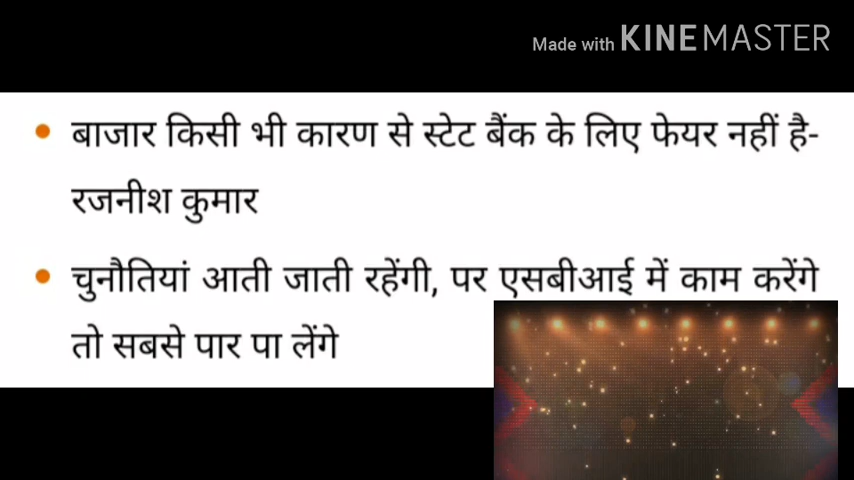 Made with KINEMASTER
बाजार किसी भी कारण से स्टेट बैंक के लिए फेयर नहीं है-
रजनीश कुमार
चुनौतियां आती जाती रहेंगी, पर एसबीआई में काम करेंगे
तो सबसे पार पा लेंगे